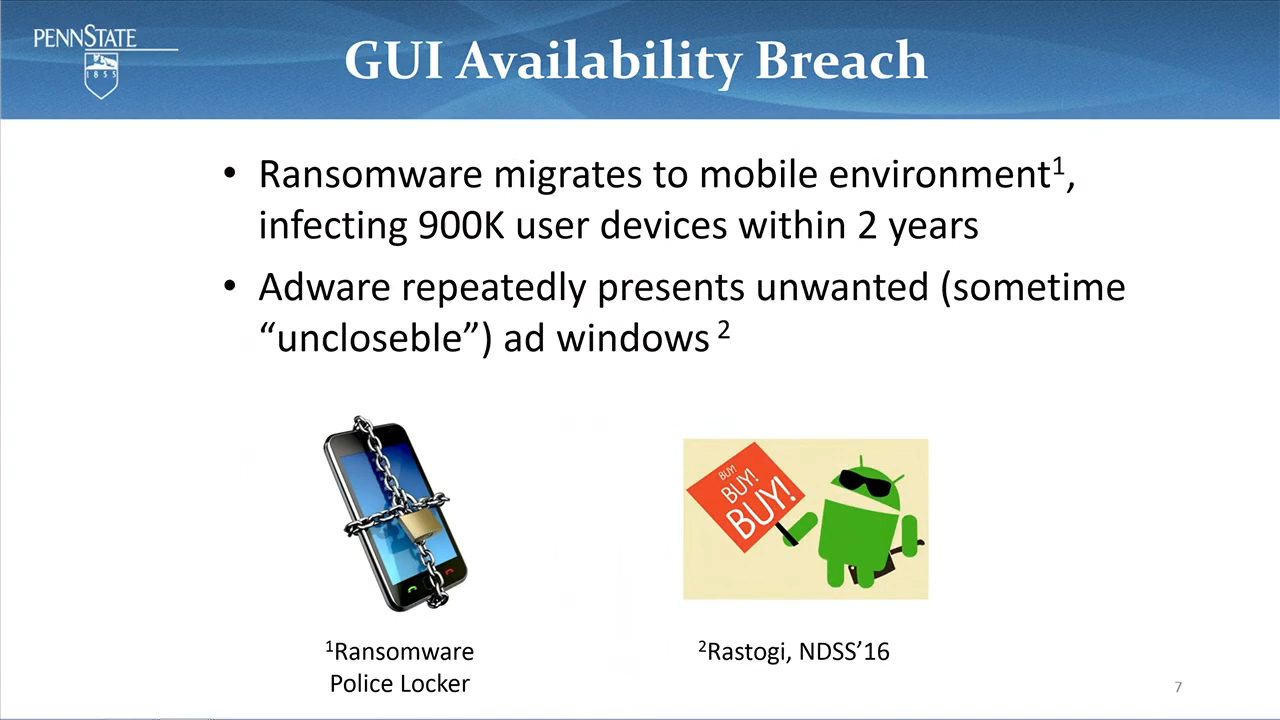 PENNSTATE
1855
GUI Availability Breach
• Ransomware migrates to mobile environment¹,
infecting 900K user devices within 2 years
• Adware repeatedly presents unwanted (sometime
“uncloseble”) ad windows ²
BUY!
BUY!
BUY!
¹Ransomware
Police Locker
²Rastogi, NDSS’16
7